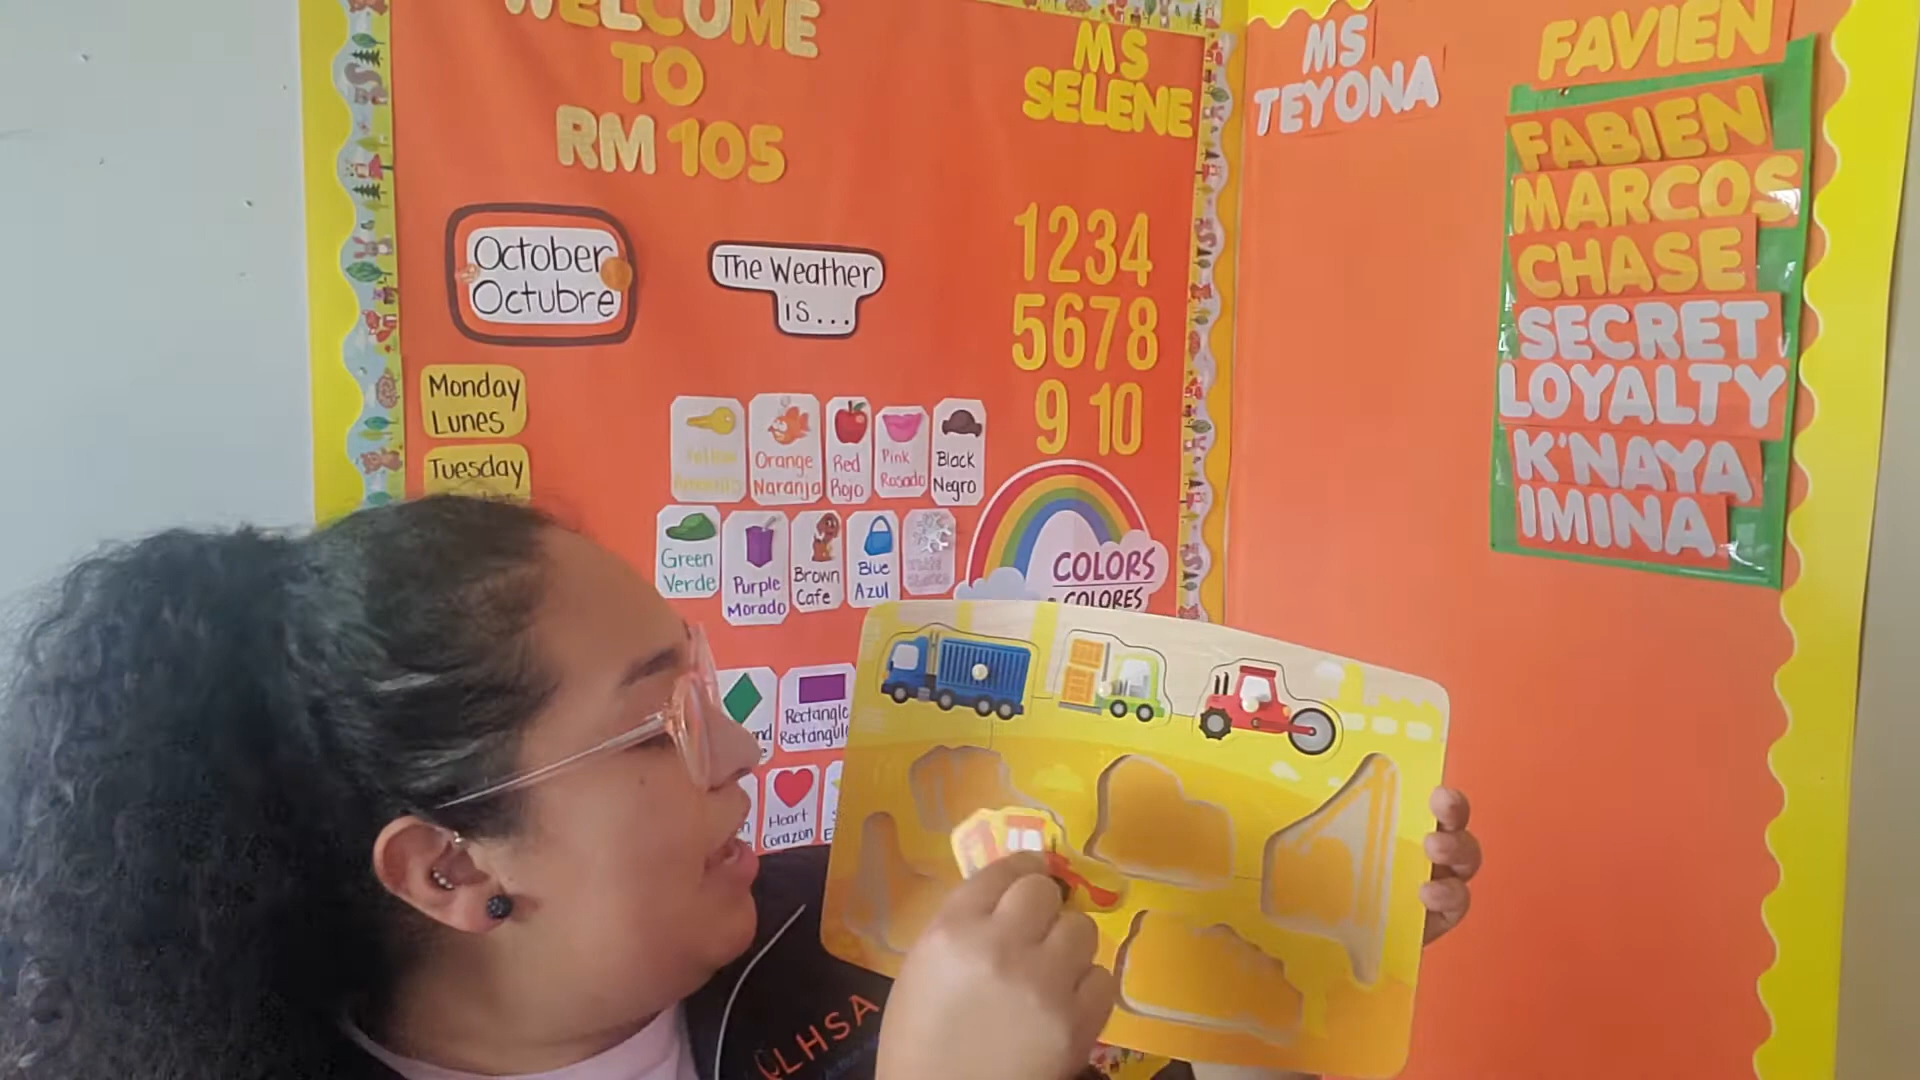 WELCOME
TO
RM 105
MS
SELENE
MS
TEYONA
FAVIEN
FABIEN
MARCOS
CHASE
SECRET
LOYALTY
K'NAYA
IMINA
October
Octubre
The Weather
is...
1234
5678
9 10
Monday
Lunes
Tuesday
Orange
Naranja
Red
Rojo
Pink
Rosado
Black
Negro
Green
Verde
Purple
Morado
Brown
Cafe
Blue
Azul
COLORS
COLORES
Rectangle
Heart
Corazon
LHSA